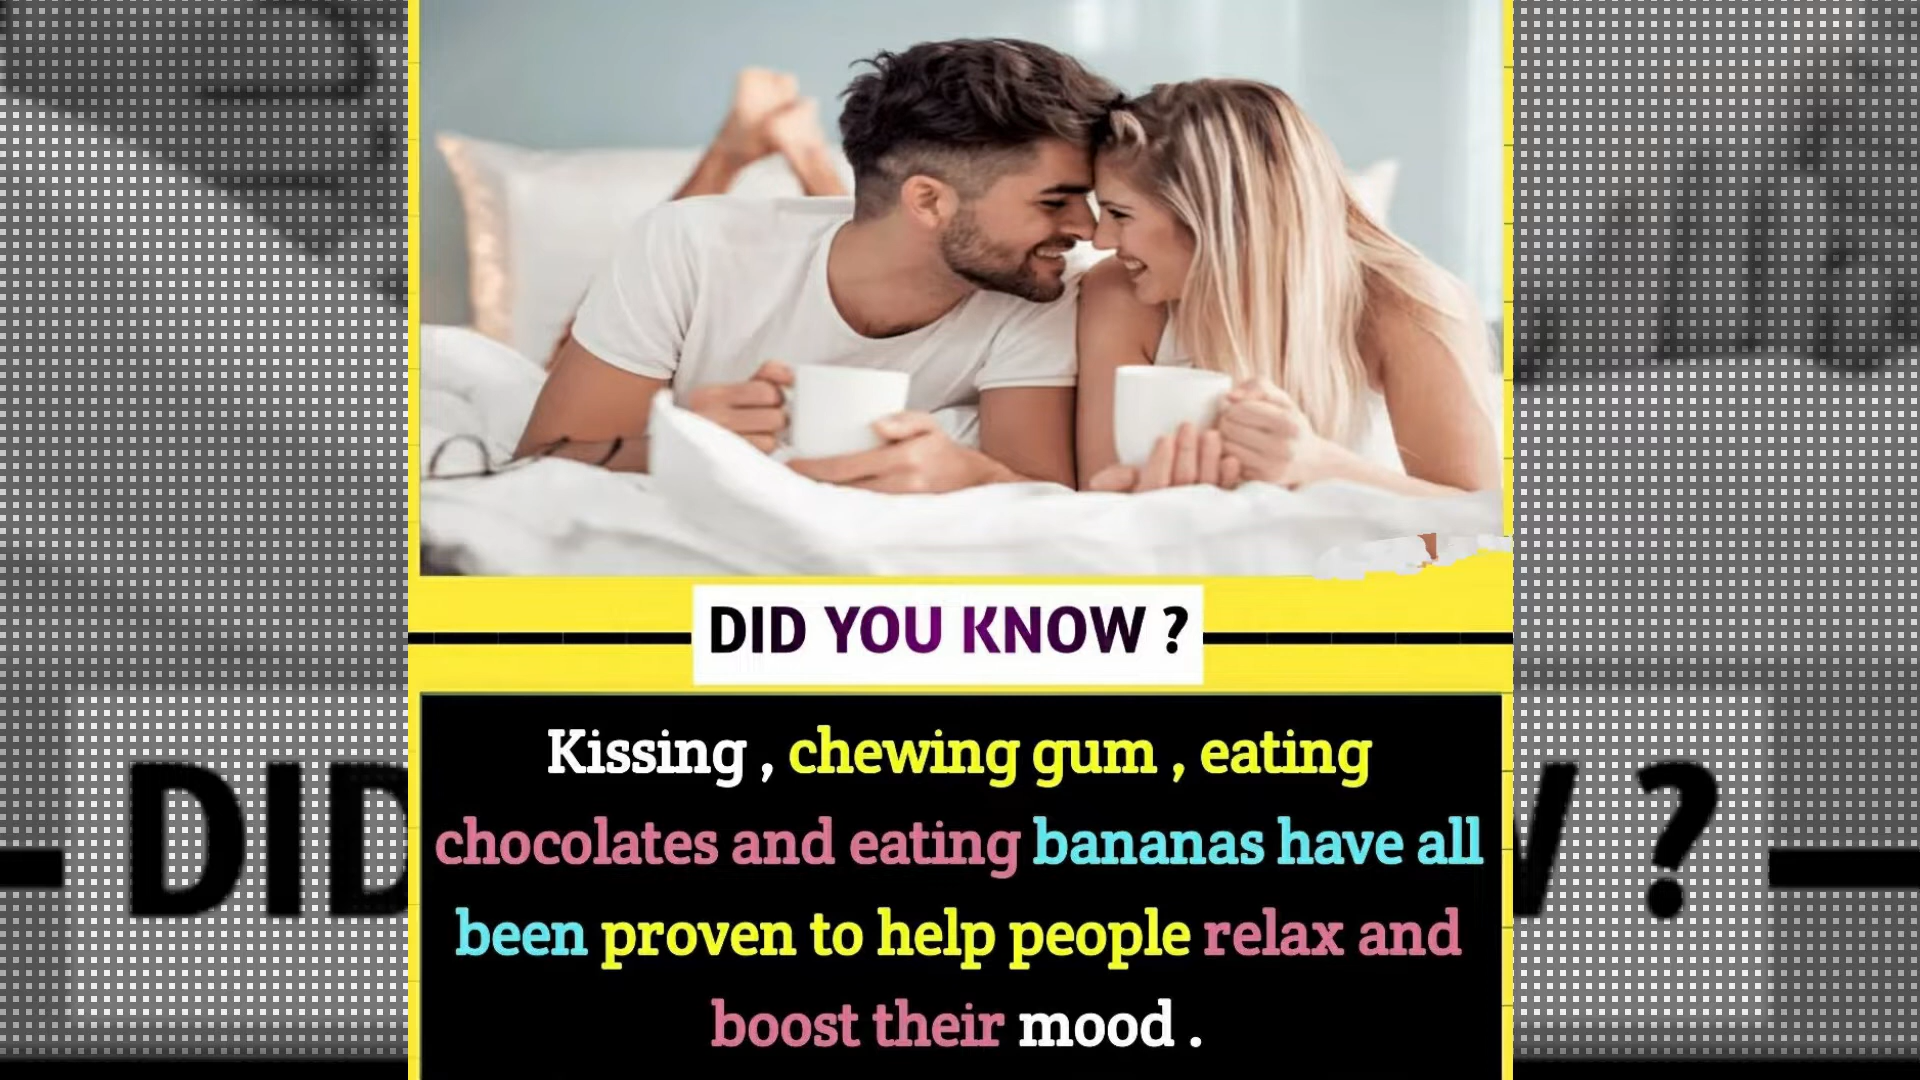 DID YOU KNOW ?
Kissing , chewing gum , eating
chocolates and eating bananas have all
been proven to help people relax and
boost their mood .
DID
?